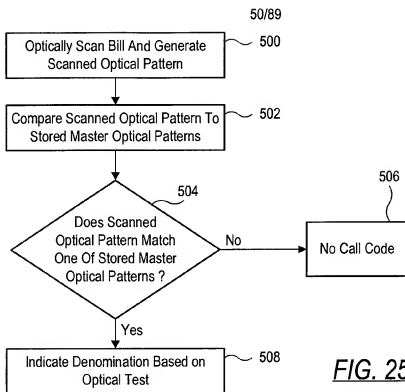 50/89
Optically Scan Bill And Generate
Scanned Optical Pattern
500
Compare Scanned Optical Pattern To
Stored Master Optical Patterns
502
504
Does Scanned
Optical Pattern Match
One Of Stored Master
Optical Patterns ?
No
506
No Call Code
Yes
Indicate Denomination Based on
Optical Test
508
FIG. 25